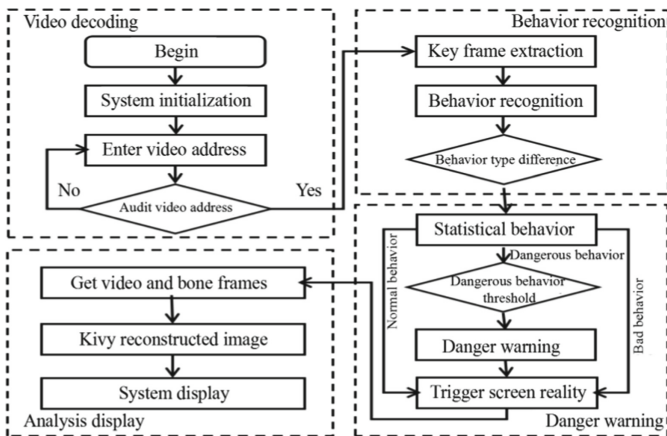 Video decoding
Begin
System initialization
Enter video address
No
Yes
Audit video address
Behavior recognition
Key frame extraction
Behavior recognition
Behavior type difference
Statistical behavior
Dangerous behavior
Normal behavior
Dangerous behavior
threshold
Bad behavior
Danger warning
Trigger screen reality
Danger warning
Get video and bone frames
Kivy reconstructed image
System display
Analysis display